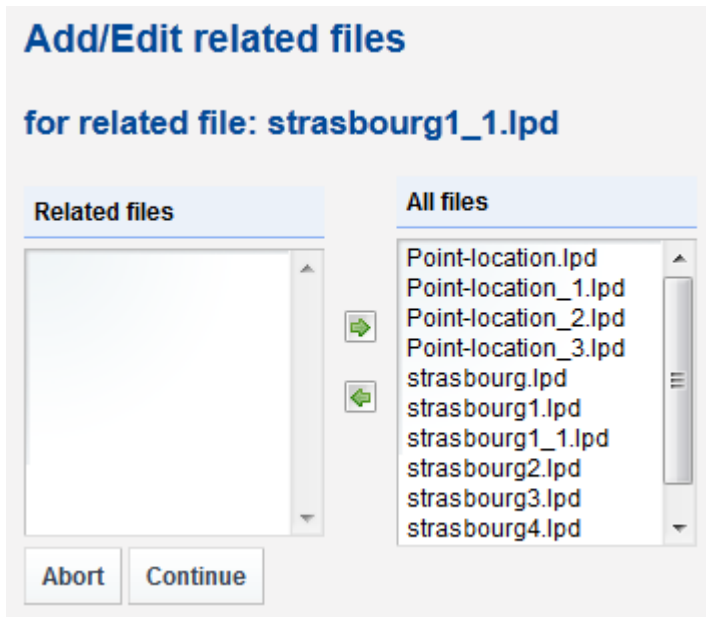 Add/Edit related files
for related file: strasbourg1_1.lpd
Related files
All files
Point-location.lpd
Point-location_1.lpd
Point-location_2.lpd
Point-location_3.lpd
strasbourg.lpd
strasbourg1.lpd
strasbourg1_1.lpd
strasbourg2.lpd
strasbourg3.lpd
strasbourg4.lpd
Abort
Continue